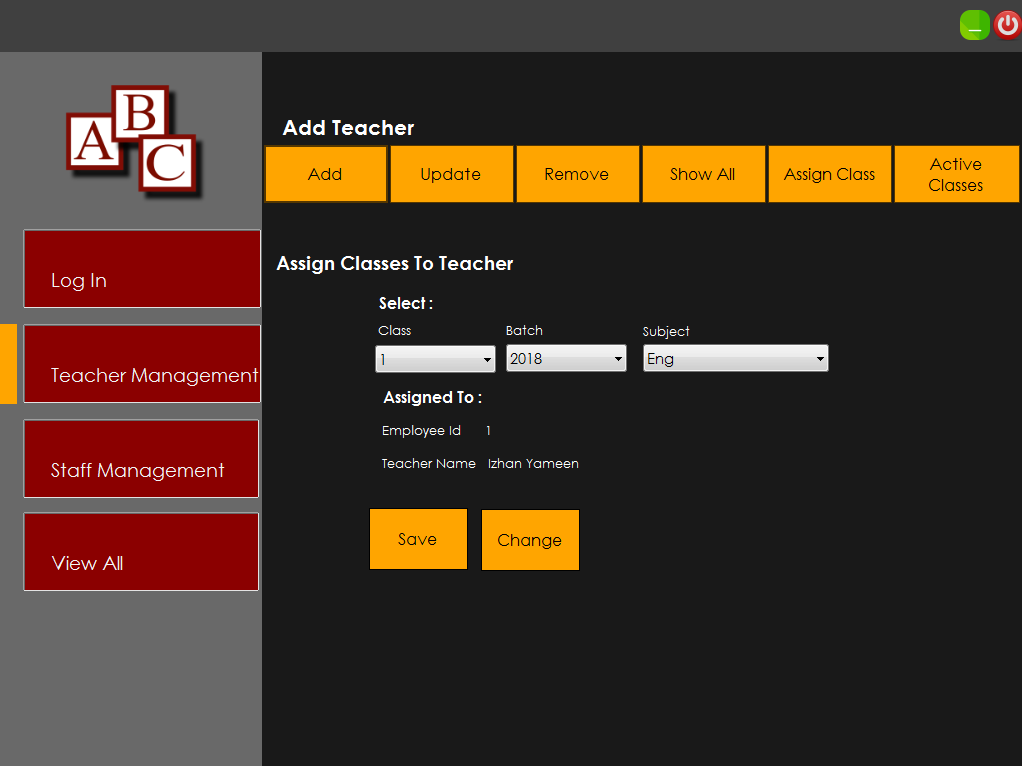 ABC
Add Teacher
Add Update Remove Show All Assign Class Active Classes
Log In
Teacher Management
Staff Management
View All
Assign Classes To Teacher
Select :
Class Batch Subject
1 2018 Eng
Assigned To :
Employee Id 1
Teacher Name Izhan Yameen
Save Change